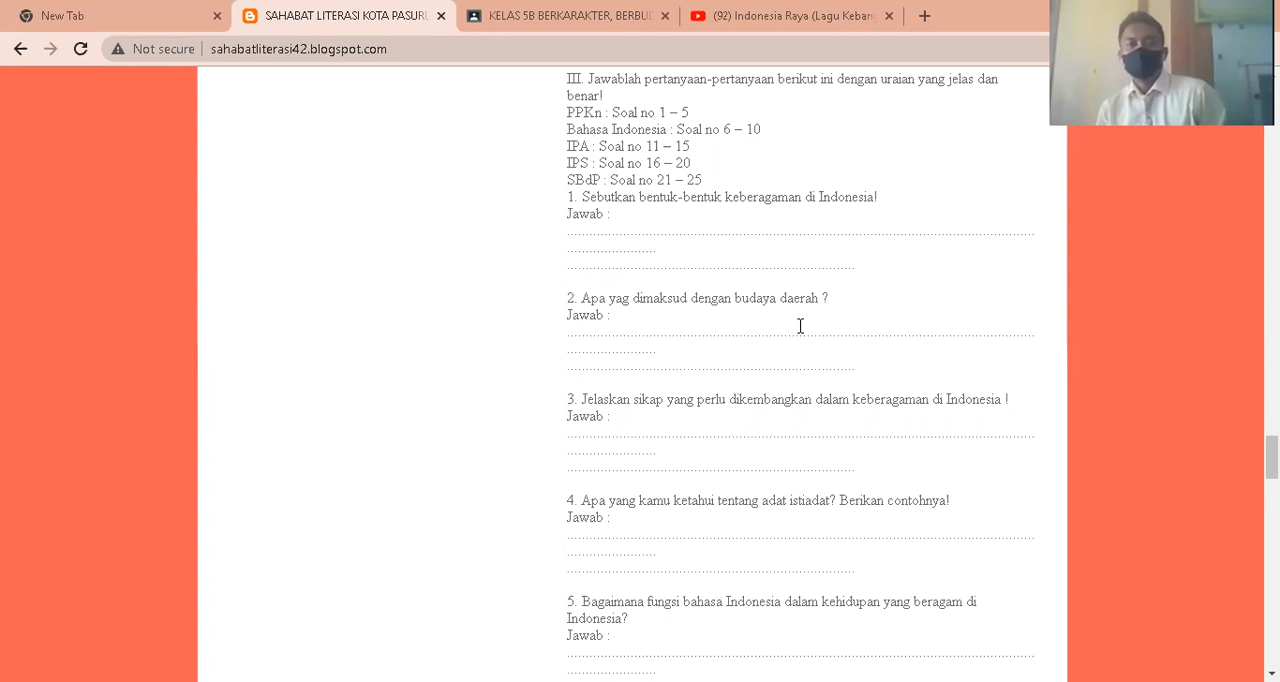 New Tab
SAHABAT LITERASI KOTA PASURU
KELAS 5B BERKARAKTER, BERBUD
(92) Indonesia Raya (Lagu Kebang
Not secure
sahabatliterasi42.blogspot.com
III. Jawablah pertanyaan-pertanyaan berikut ini dengan uraian yang jelas dan
benar!
PPKn : Soal no 1 – 5
Bahasa Indonesia : Soal no 6 – 10
IPA : Soal no 11 – 15
IPS : Soal no 16 – 20
SBdP : Soal no 21 – 25
1. Sebutkan bentuk-bentuk keberagaman di Indonesia!
Jawab :
2. Apa yag dimaksud dengan budaya daerah ?
Jawab :
3. Jelaskan sikap yang perlu dikembangkan dalam keberagaman di Indonesia !
Jawab :
4. Apa yang kamu ketahui tentang adat istiadat? Berikan contohnya!
Jawab :
5. Bagaimana fungsi bahasa Indonesia dalam kehidupan yang beragam di
Indonesia?
Jawab :